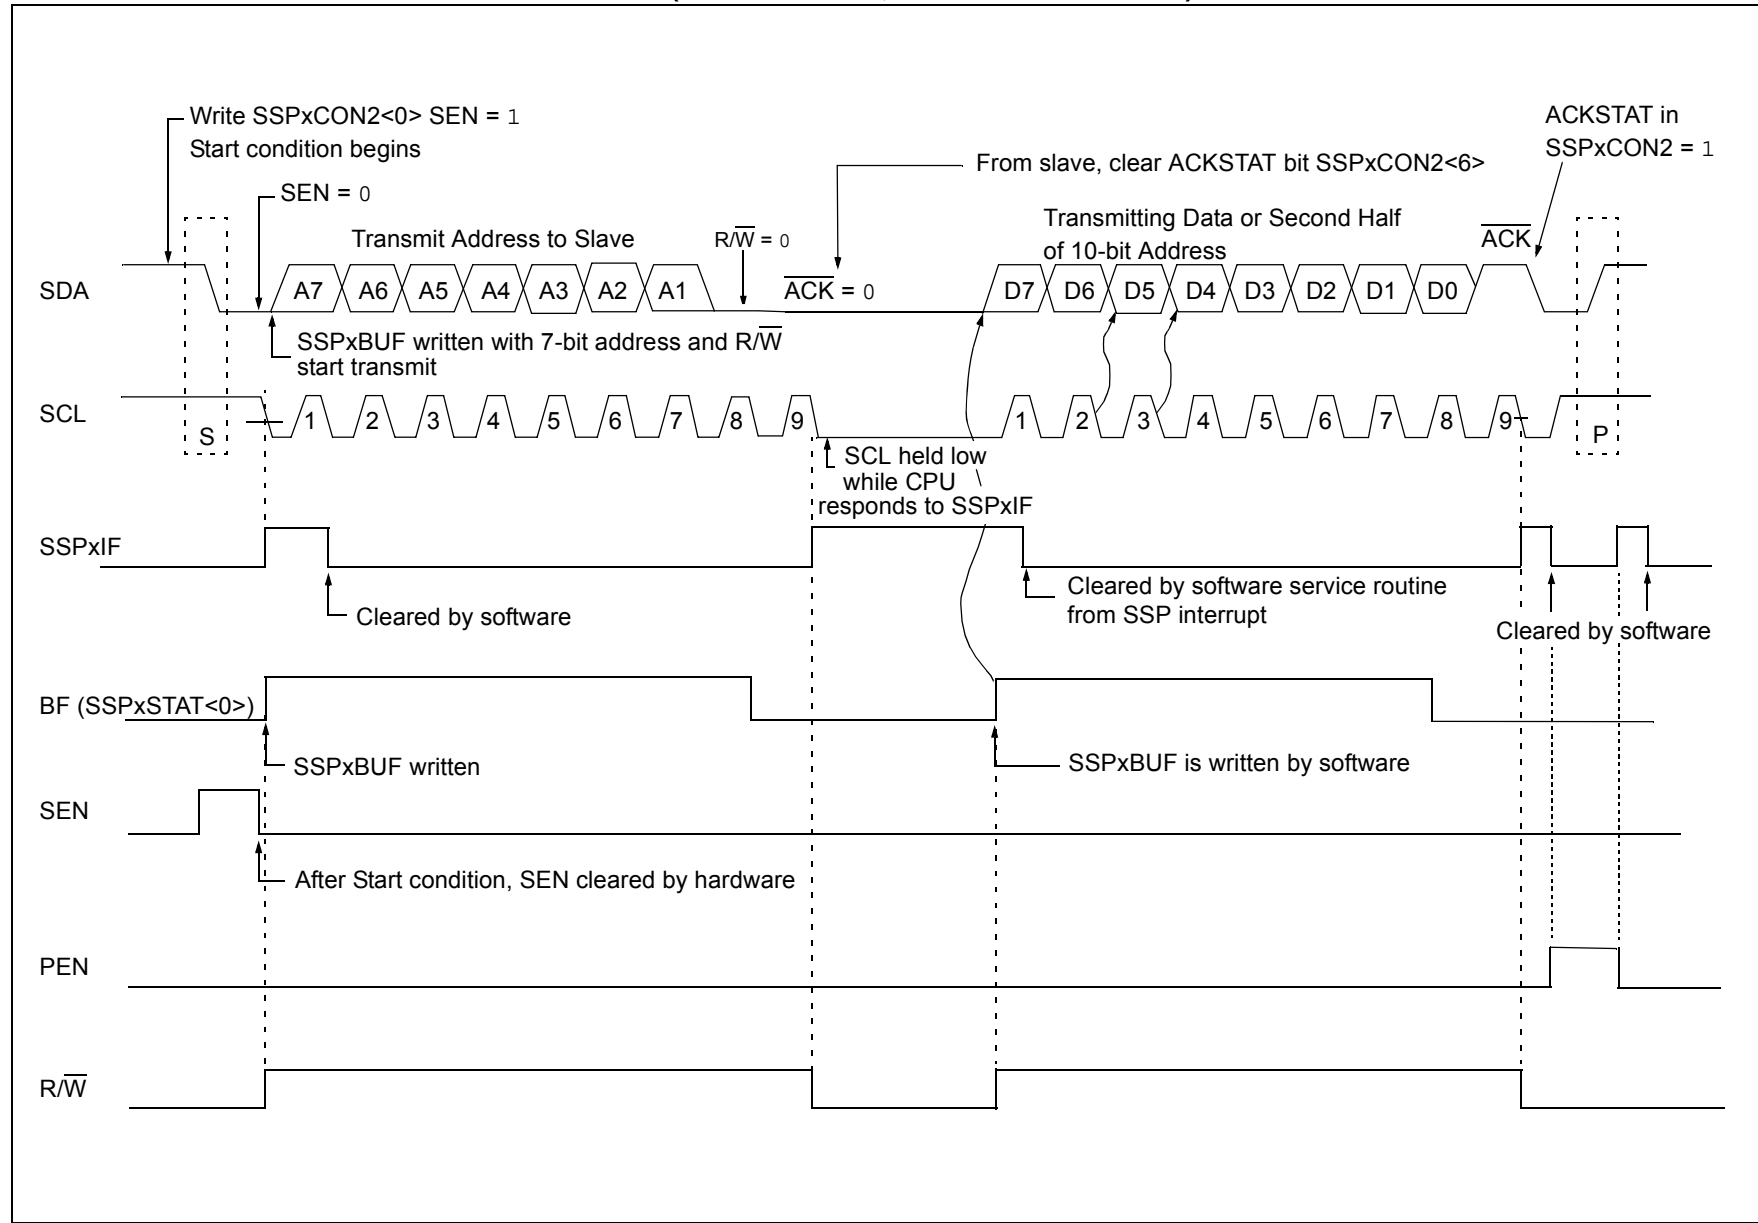 Write SSPxCON2<0> SEN = 1
Start condition begins
ACKSTAT in
SSPxCON2 = 1
From slave, clear ACKSTAT bit SSPxCON2<6>
SEN = 0
Transmitting Data or Second Half
of 10-bit Address
Transmit Address to Slave
R/W̅ = 0
A̅C̅K̅
SDA
A7
A6
A5
A4
A3
A2
A1
A̅C̅K̅ = 0
D7
D6
D5
D4
D3
D2
D1
D0
SSPxBUF written with 7-bit address and R/W̅
start transmit
SCL
S
1
2
3
4
5
6
7
8
9
1
2
3
4
5
6
7
8
9
P
SCL held low
while CPU
responds to SSPxIF
SSPxIF
Cleared by software
Cleared by software service routine
from SSP interrupt
Cleared by software
BF (SSPxSTAT<0>)
SSPxBUF written
SSPxBUF is written by software
SEN
After Start condition, SEN cleared by hardware
PEN
R/W̅